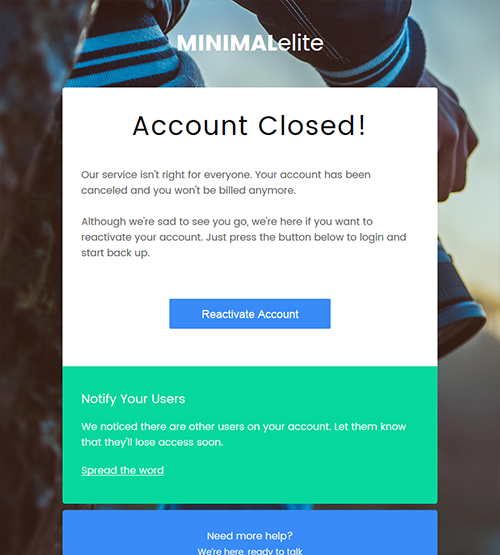 MINIMALelite
Account Closed!
Our service isn't right for everyone. Your account has been
canceled and you won't be billed anymore.
Although we're sad to see you go, we're here if you want to
reactivate your account. Just press the button below to login and
start back up.
Reactivate Account
Notify Your Users
We noticed there are other users on your account. Let them know
that they'll lose access soon.
Spread the word
Need more help?
We're here, ready to talk